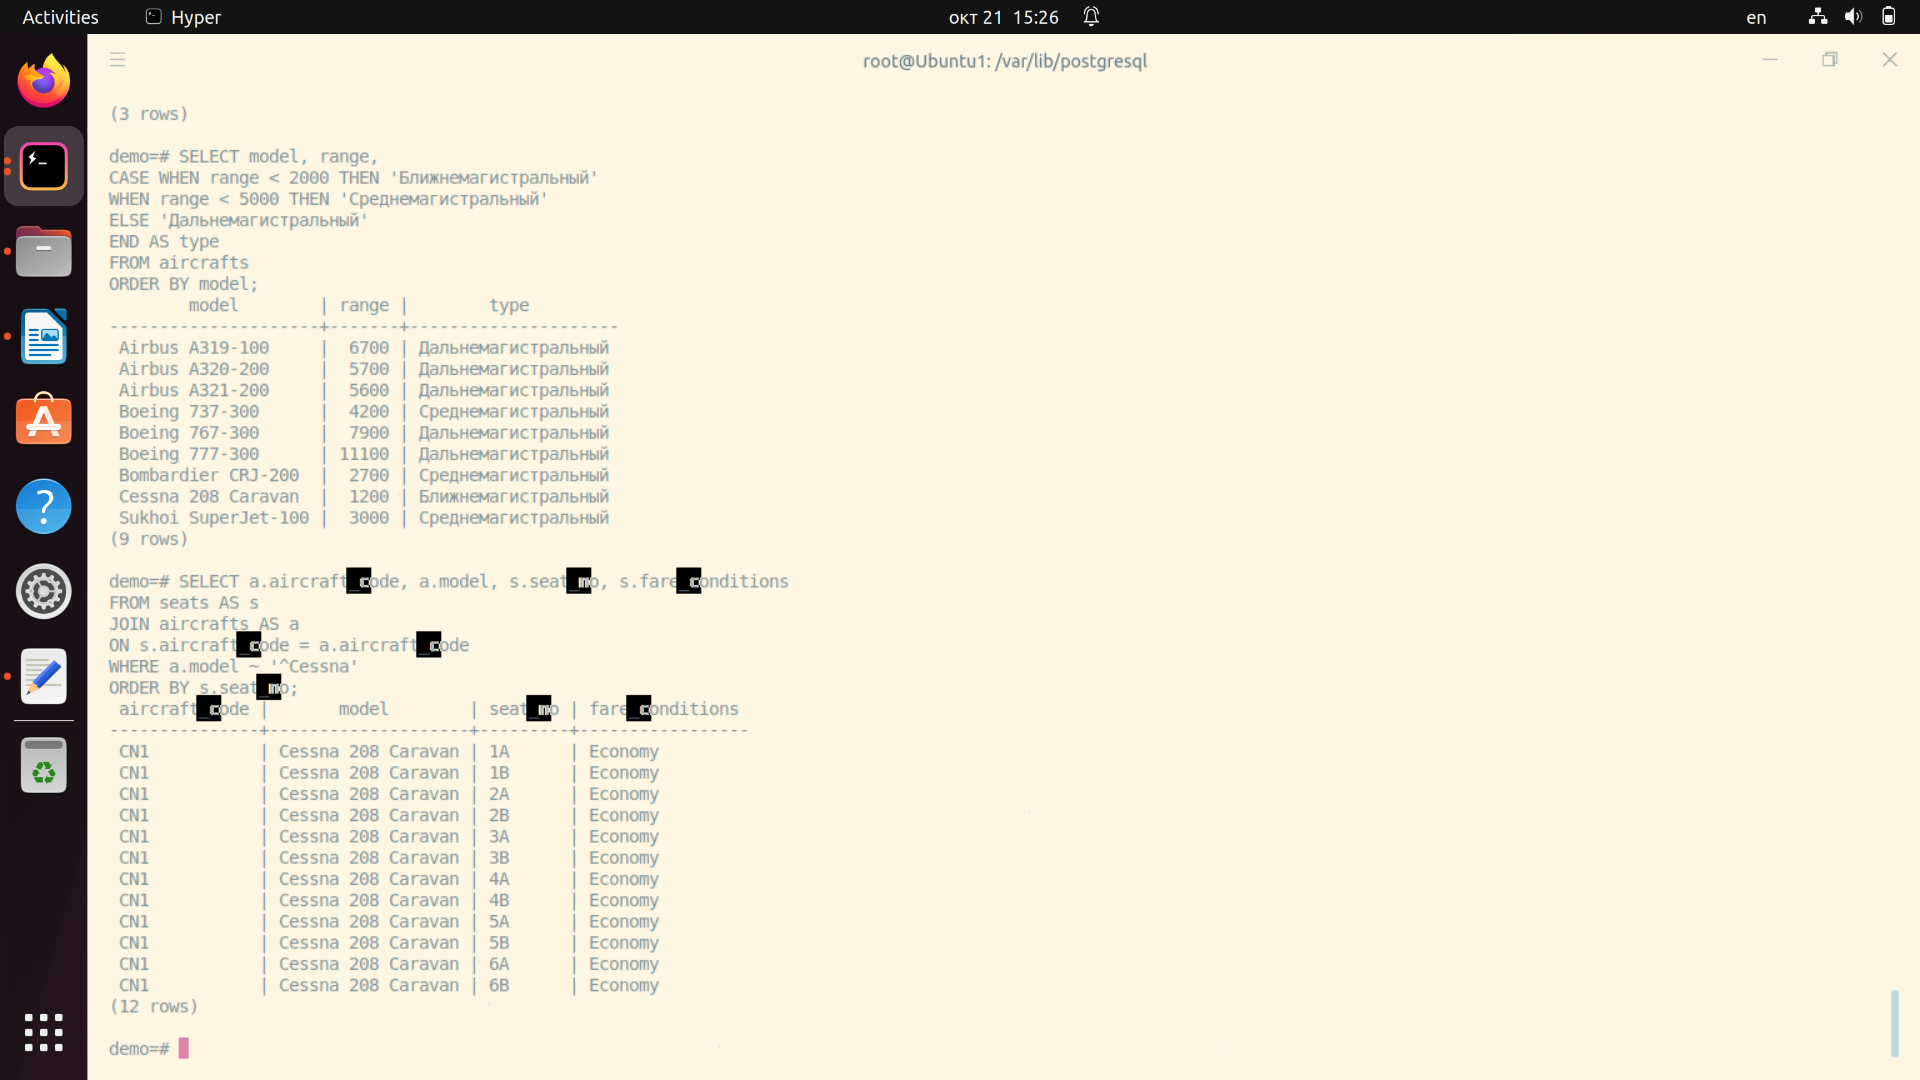 Activities Hyper окт 21 15:26 en
root@Ubuntu1: /var/lib/postgresql
(3 rows)
demo=# SELECT model, range,
CASE WHEN range < 2000 THEN 'Ближнемагистральный'
WHEN range < 5000 THEN 'Среднемагистральный'
ELSE 'Дальнемагистральный'
END AS type
FROM aircrafts
ORDER BY model;
model | range | type
---------------------+-------+---------------------
Airbus A319-100 | 6700 | Дальнемагистральный
Airbus A320-200 | 5700 | Дальнемагистральный
Airbus A321-200 | 5600 | Дальнемагистральный
Boeing 737-300 | 4200 | Среднемагистральный
Boeing 767-300 | 7900 | Дальнемагистральный
Boeing 777-300 | 11100 | Дальнемагистральный
Bombardier CRJ-200 | 2700 | Среднемагистральный
Cessna 208 Caravan | 1200 | Ближнемагистральный
Sukhoi SuperJet-100 | 3000 | Среднемагистральный
(9 rows)
demo=# SELECT a.aircraft_code, a.model, s.seat_no, s.fare_conditions
FROM seats AS s
JOIN aircrafts AS a
ON s.aircraft_code = a.aircraft_code
WHERE a.model ~ '^Cessna'
ORDER BY s.seat_no;
aircraft_code | model | seat_no | fare_conditions
---------------+--------------------+---------+-----------------
CN1 | Cessna 208 Caravan | 1A | Economy
CN1 | Cessna 208 Caravan | 1B | Economy
CN1 | Cessna 208 Caravan | 2A | Economy
CN1 | Cessna 208 Caravan | 2B | Economy
CN1 | Cessna 208 Caravan | 3A | Economy
CN1 | Cessna 208 Caravan | 3B | Economy
CN1 | Cessna 208 Caravan | 4A | Economy
CN1 | Cessna 208 Caravan | 4B | Economy
CN1 | Cessna 208 Caravan | 5A | Economy
CN1 | Cessna 208 Caravan | 5B | Economy
CN1 | Cessna 208 Caravan | 6A | Economy
CN1 | Cessna 208 Caravan | 6B | Economy
(12 rows)
demo=#